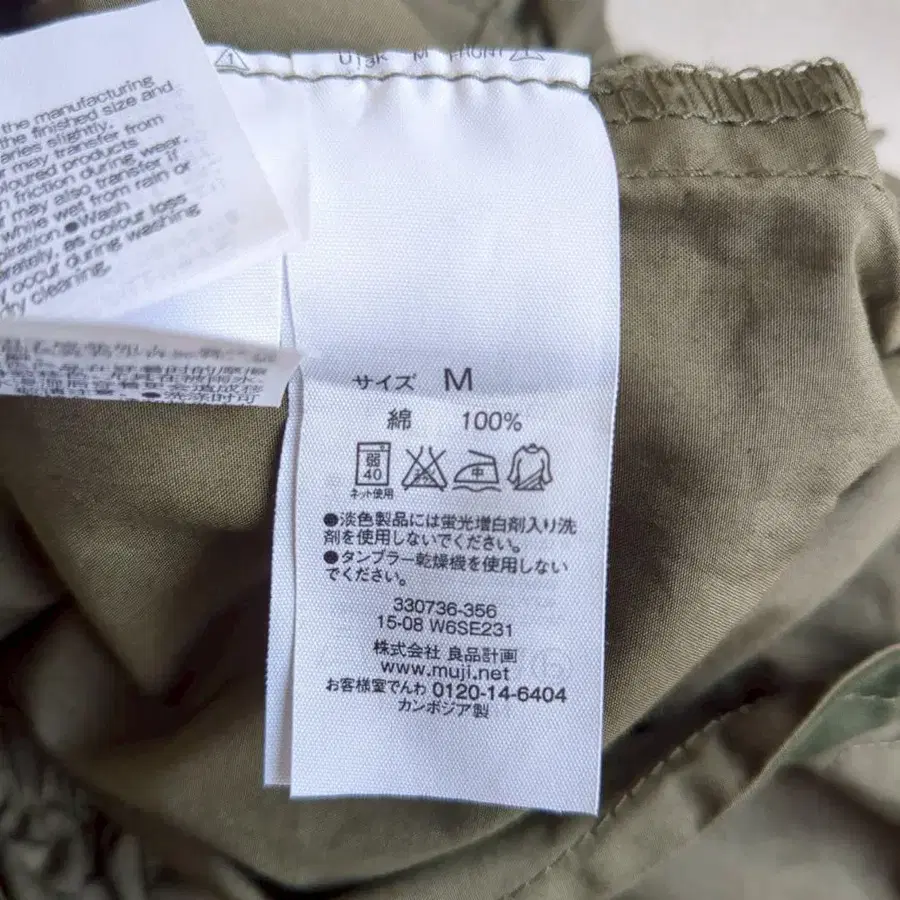 the manufacturing
the finished size and
aries slightly.
may transfer from
oloured products
friction during wear.
r may also transfer if
while wet from rain or
piration ●Wash
erately, as colour loss
y occur during washing
dry cleaning.
M FRONT
サイズ M
綿 100%
弱
40
中
ネット使用
●淡色製品には蛍光増白剤入り洗
剤を使用しないでください。
●タンブラー乾燥機を使用しない
でください。
330736-356
15-08 W6SE231
株式会社 良品計画
www.muji.net
お客様室でんわ 0120-14-6404
カンボジア製